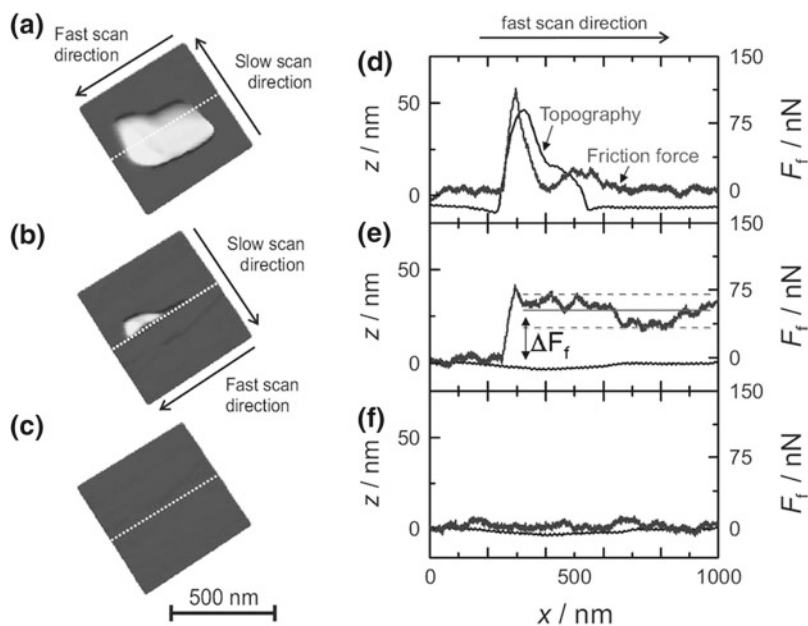 (a)
Fast scan
direction
Slow scan
direction
(b)
Slow scan
direction
Fast scan
direction
(c)
500 nm
fast scan direction
(d)
50
0
z / nm
150
75
0
F_f / nN
Topography
Friction force
(e)
50
0
z / nm
150
75
0
F_f / nN
ΔF_f
(f)
50
0
z / nm
150
75
0
F_f / nN
0
500
1000
x / nm